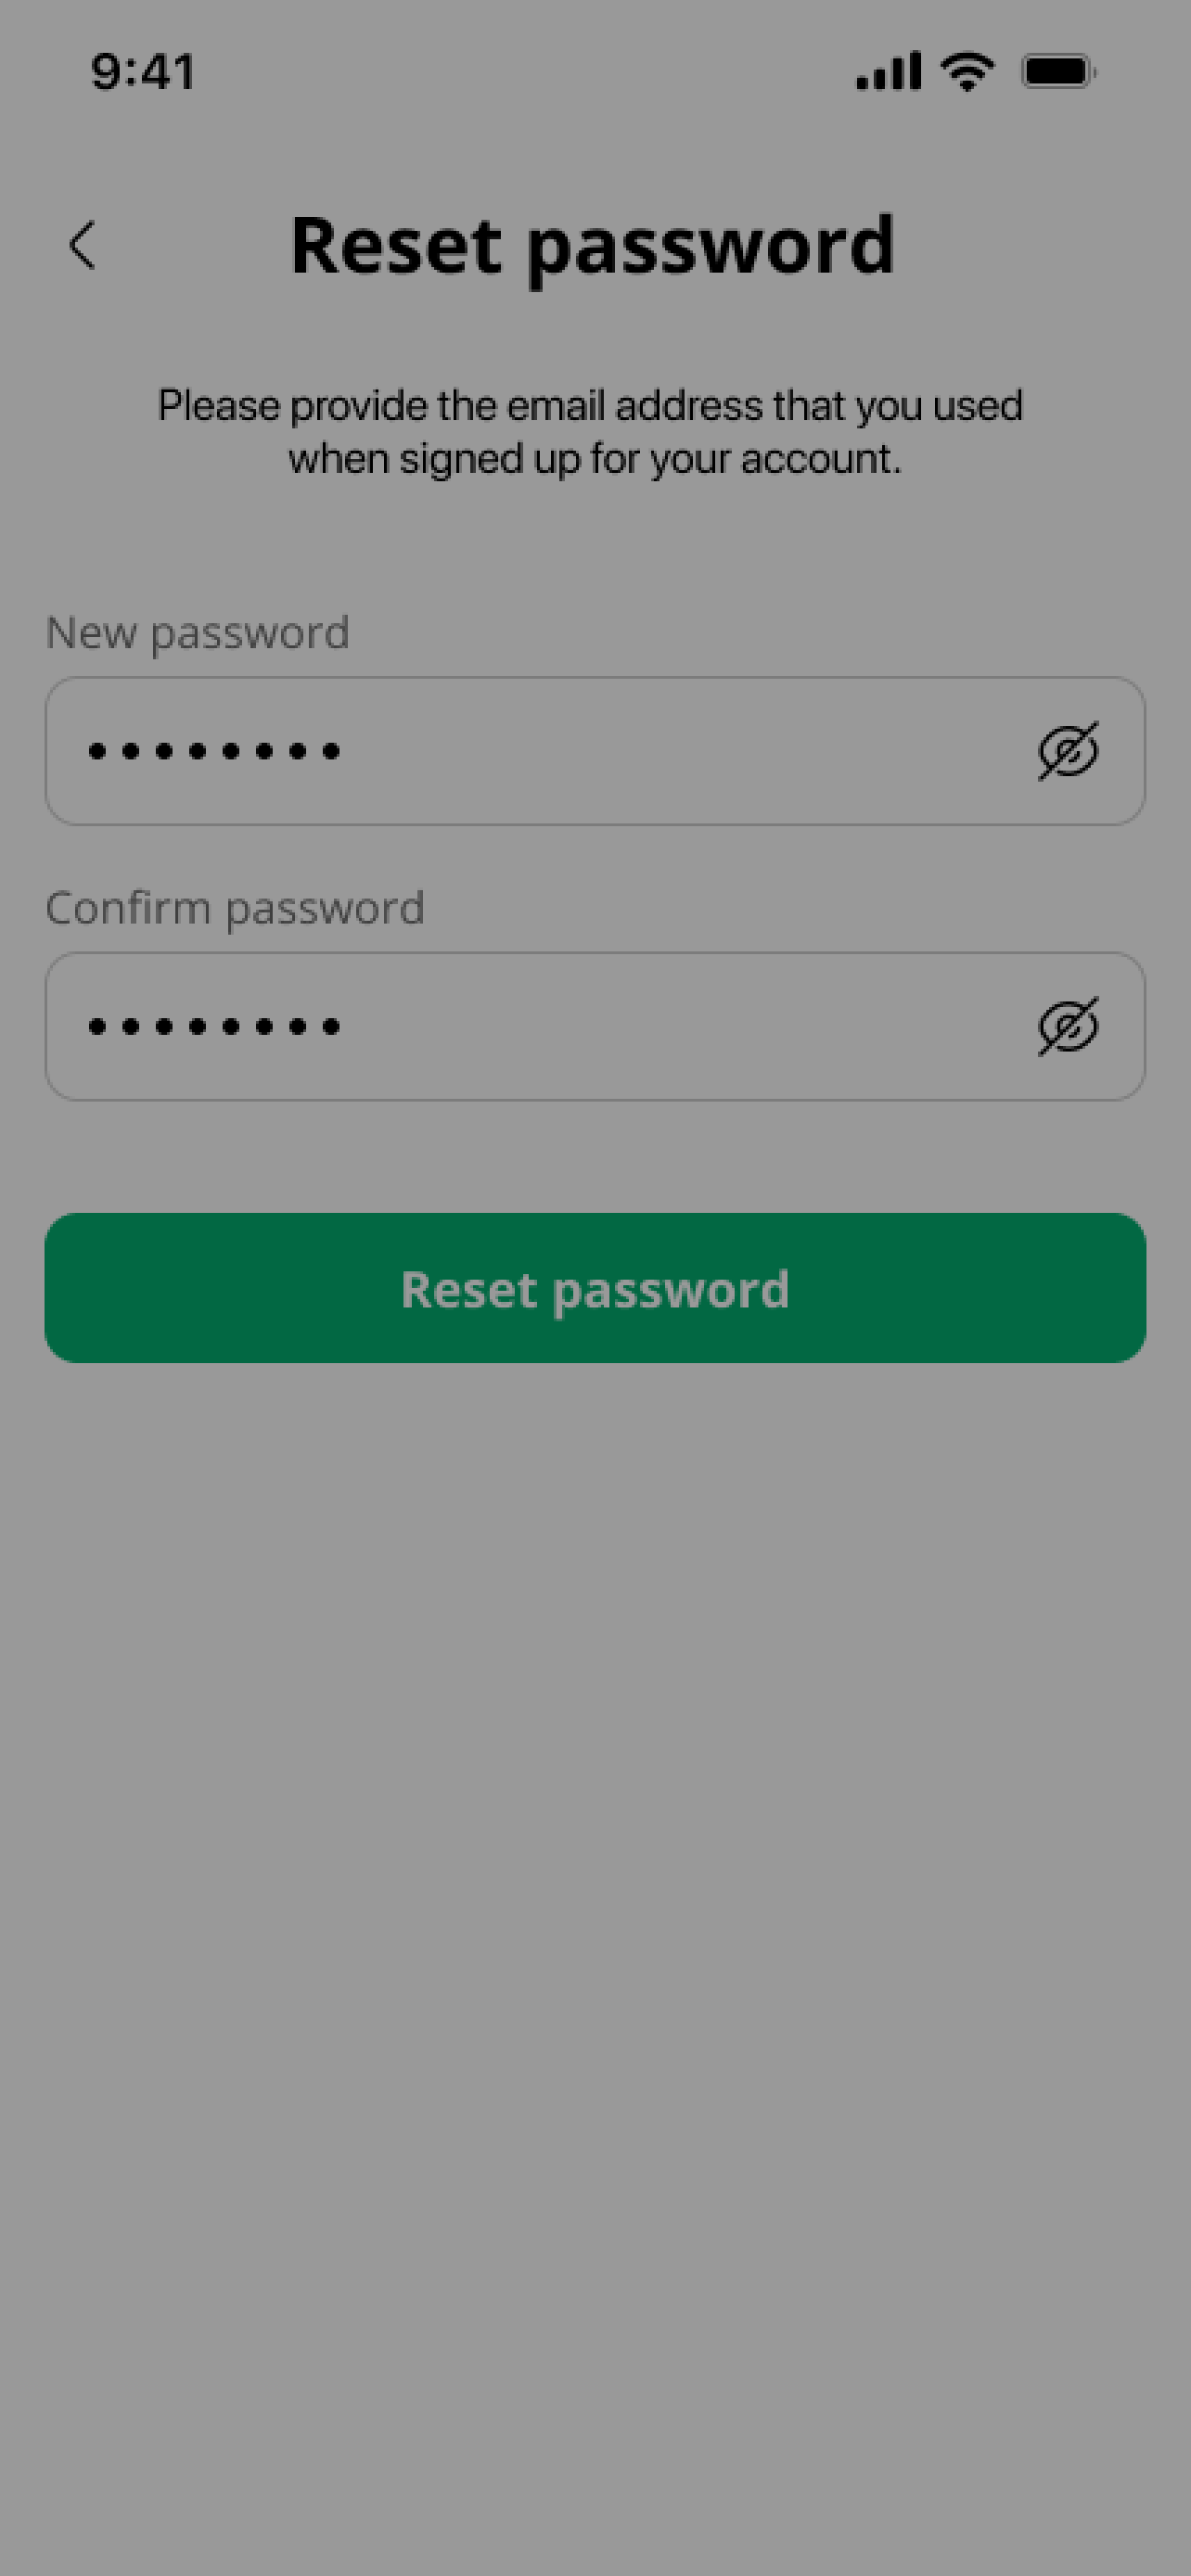 9:41
Reset password
Please provide the email address that you used
when signed up for your account.
New password
Confirm password
Reset password